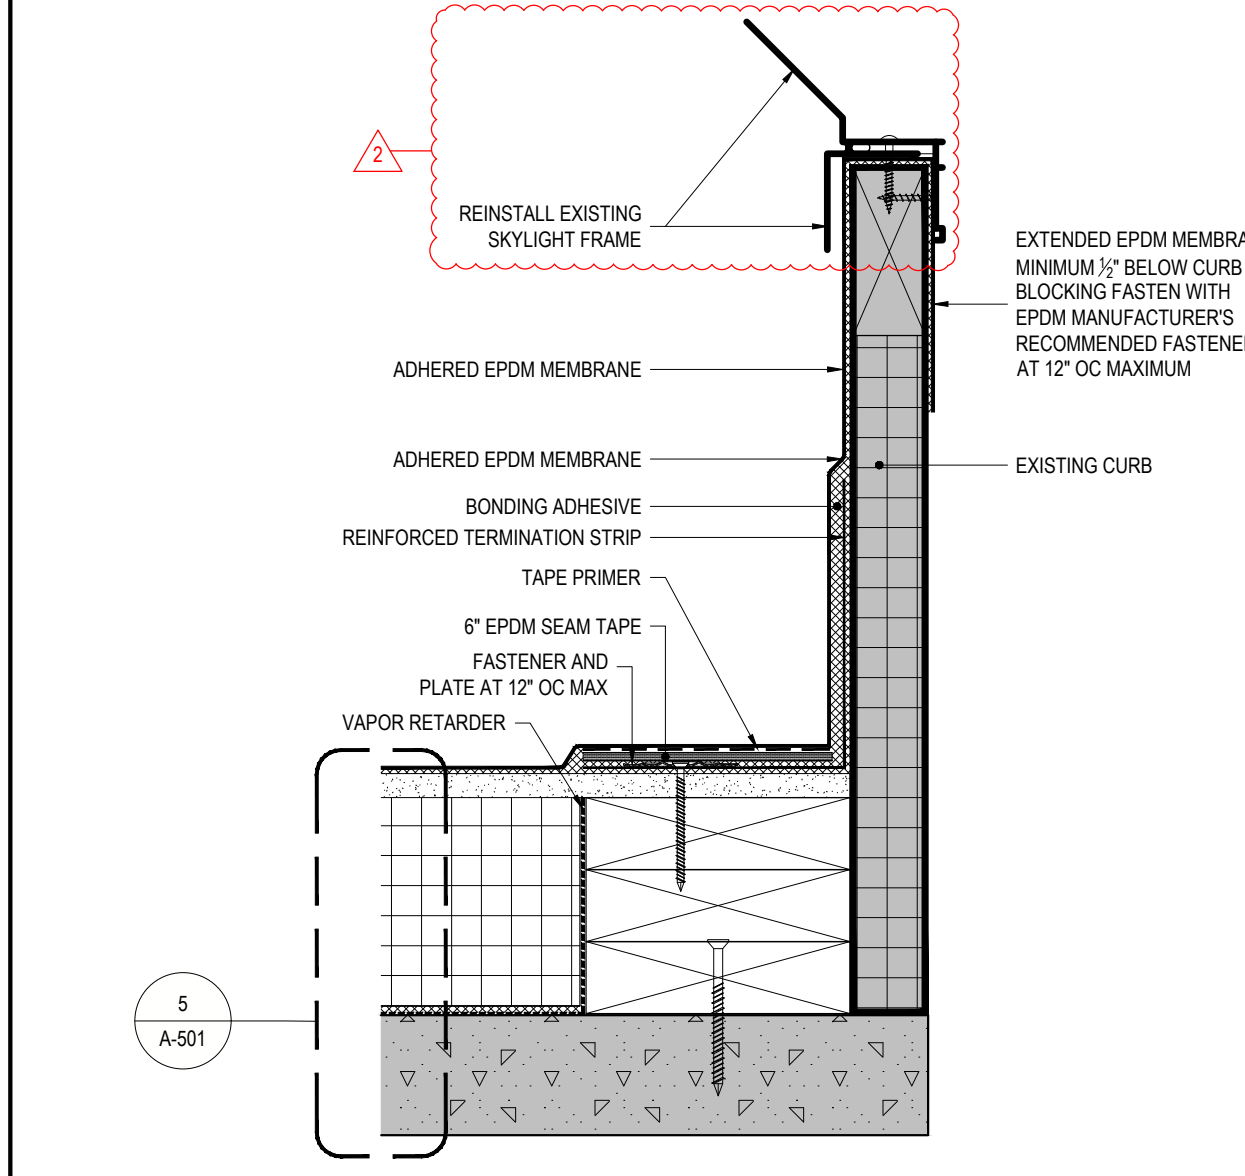 2
REINSTALL EXISTING
SKYLIGHT FRAME
EXTENDED EPDM
MINIMUM ½" BELOW CURB
BLOCKING FASTEN WITH
EPDM MANUFACTURER'S
RECOMMENDED
AT 12" OC MAXIMUM
ADHERED EPDM MEMBRANE
ADHERED EPDM MEMBRANE
EXISTING CURB
BONDING ADHESIVE
REINFORCED TERMINATION STRIP
TAPE PRIMER
6" EPDM SEAM TAPE
FASTENER AND
PLATE AT 12" OC MAX
VAPOR RETARDER
5
A-501